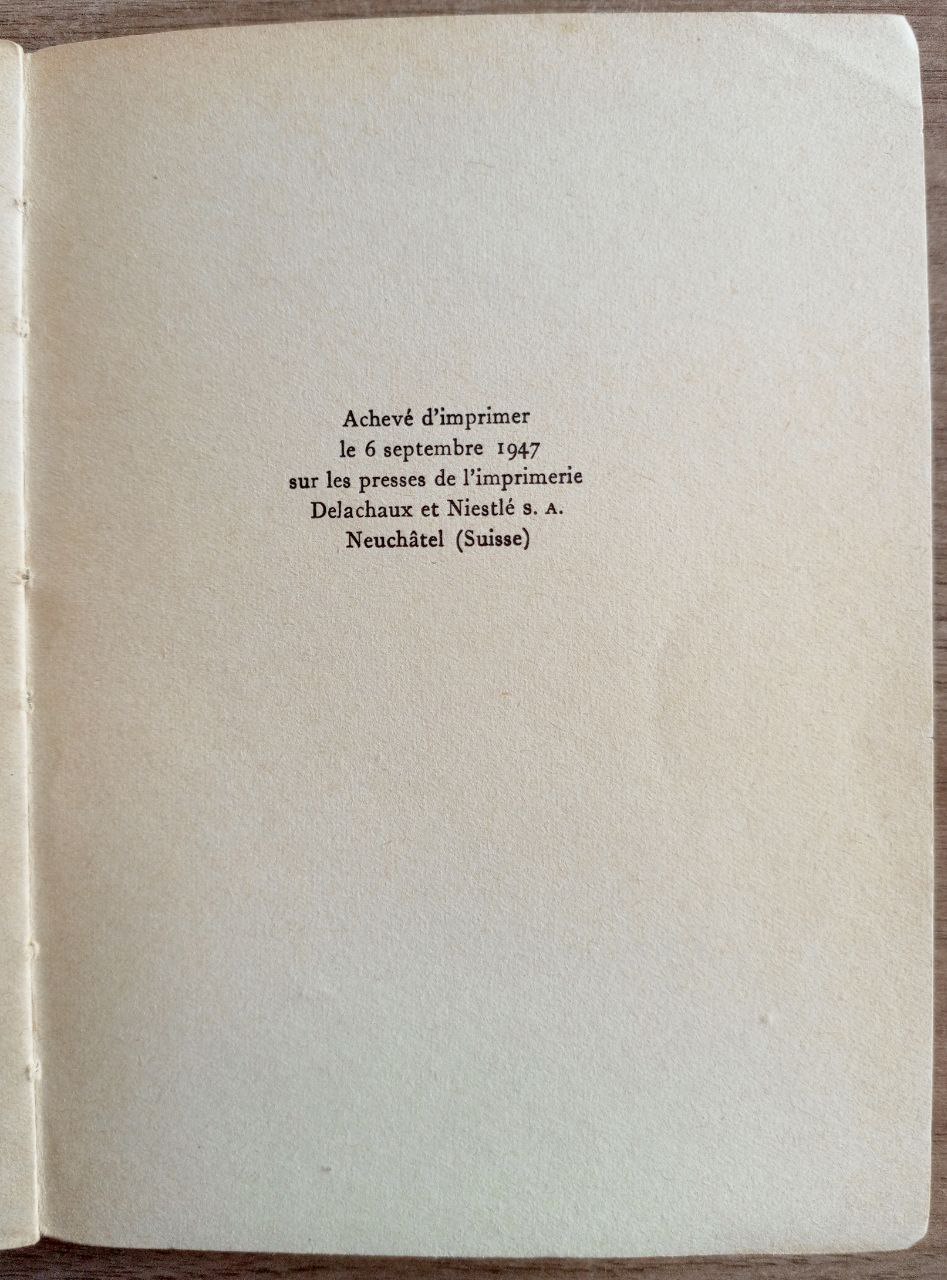 Achevé d'imprimer
le 6 septembre 1947
sur les presses de l'imprimerie
Delachaux et Niestlé s. A.
Neuchâtel (Suisse)